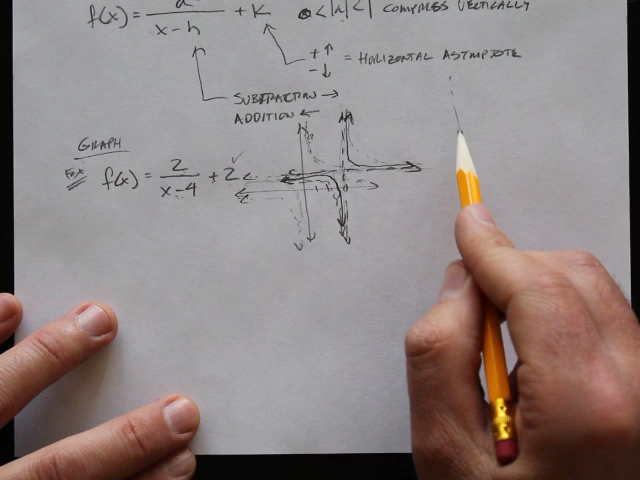 f(x) = a/(x-h) + k
0<|a|<1 COMPRESS VERTICALLY
+ ↑
- ↓ = HORIZONTAL ASYMPTOTE
SUBTRACTION →
ADDITION ←
GRAPH
Ex f(x) = 2/(x-4) + 2